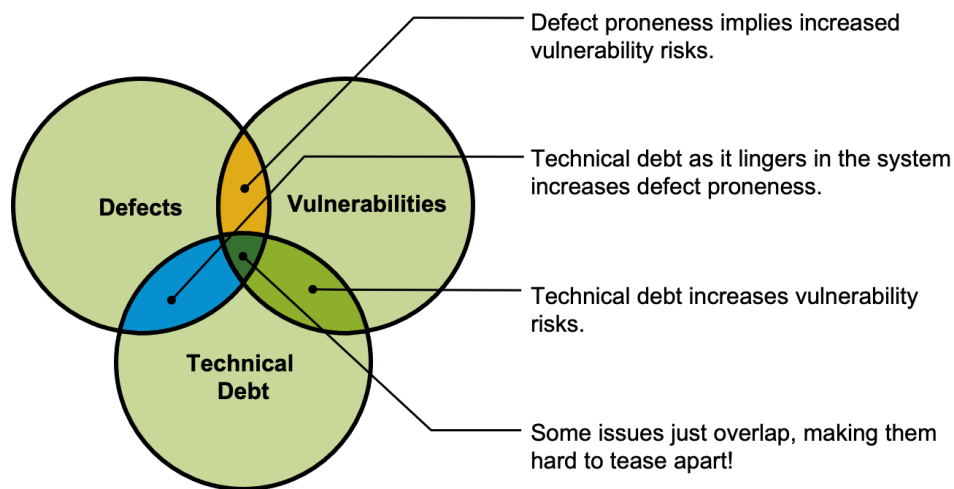 Defect proneness implies increased
vulnerability risks.
Defects
Vulnerabilities
Technical debt as it lingers in the system
increases defect proneness.
Technical debt increases vulnerability
risks.
Technical
Debt
Some issues just overlap, making them
hard to tease apart!